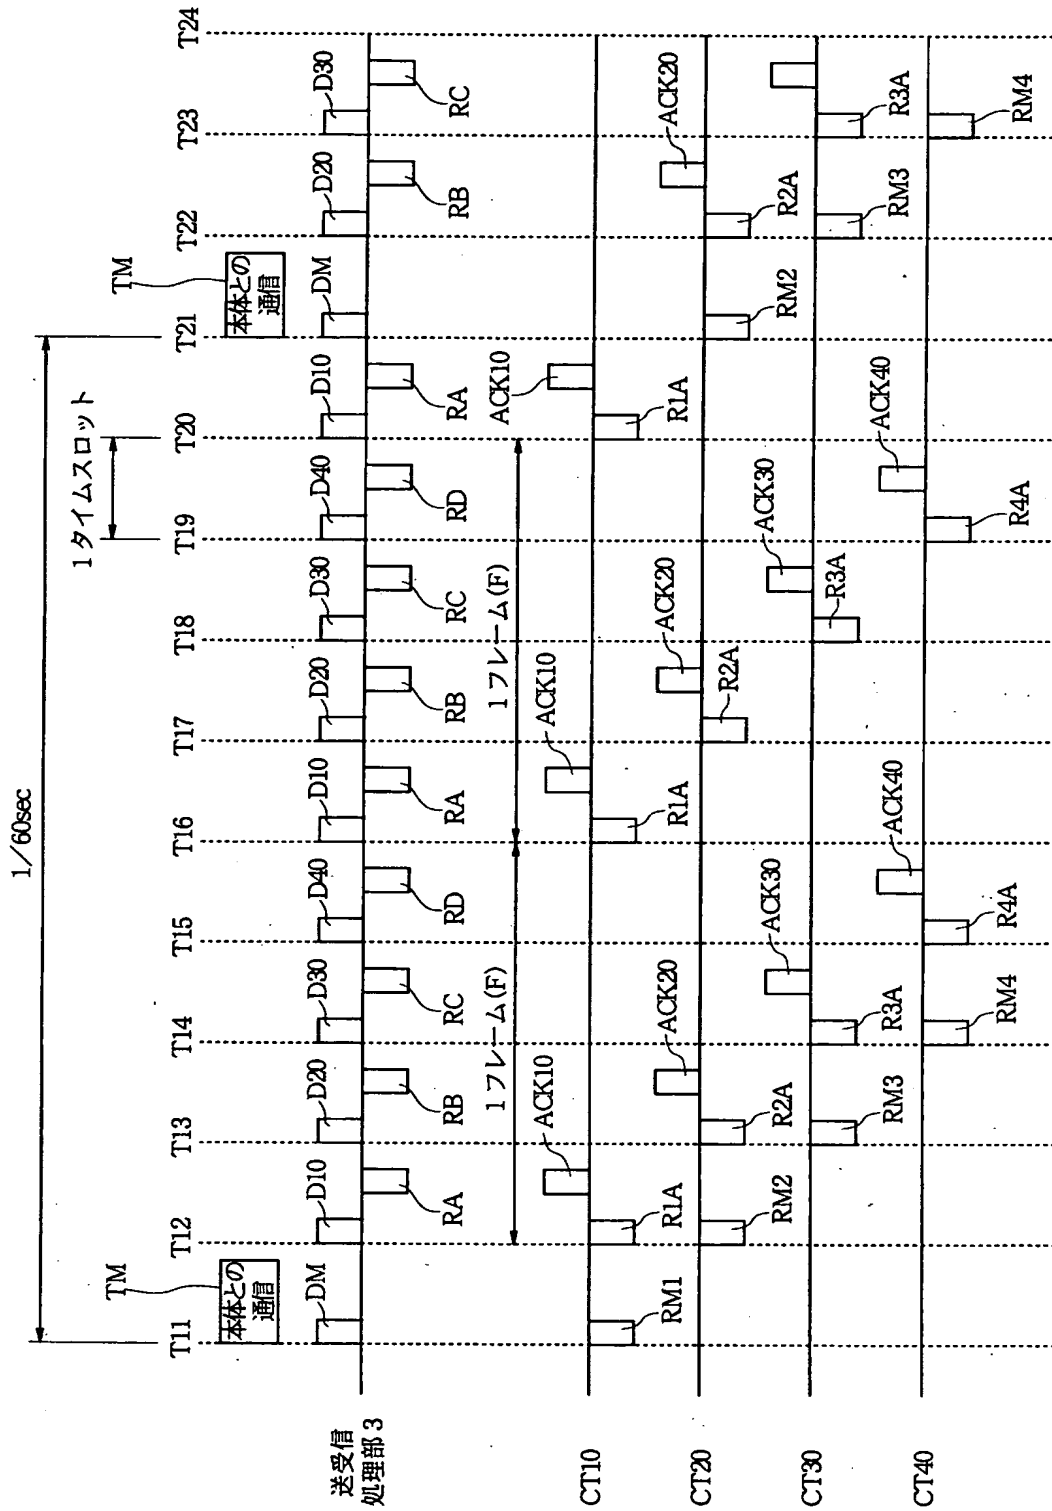 1/60sec
1タイムスロット
T11
T12
T13
T14
T15
T16
T17
T18
T19
T20
T21
T22
T23
T24
TM
本体との
通信
TM
本体との
通信
DM
D10
D20
D30
D40
D10
D20
D30
D40
D10
DM
D20
D30
送受信
処理部3
RA
RB
RC
RD
RA
RB
RC
RD
RA
RB
RC
1フレーム(F)
1フレーム(F)
ACK10
ACK10
ACK10
CT10
RM1
R1A
R1A
R1A
ACK20
ACK20
ACK20
CT20
RM2
R2A
R2A
RM2
R2A
ACK30
ACK30
CT30
RM3
R3A
R3A
RM3
R3A
ACK40
ACK40
CT40
RM4
R4A
R4A
RM4